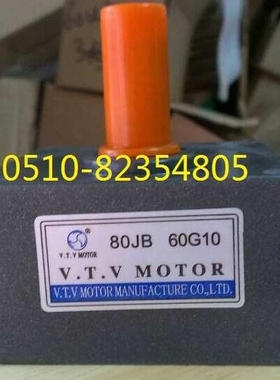 0510-82354805
V.T.V MOTOR
80JB 60G10
V.T.V MOTOR
V.T.V MOTOR MANUFACTURE CO.,LTD.